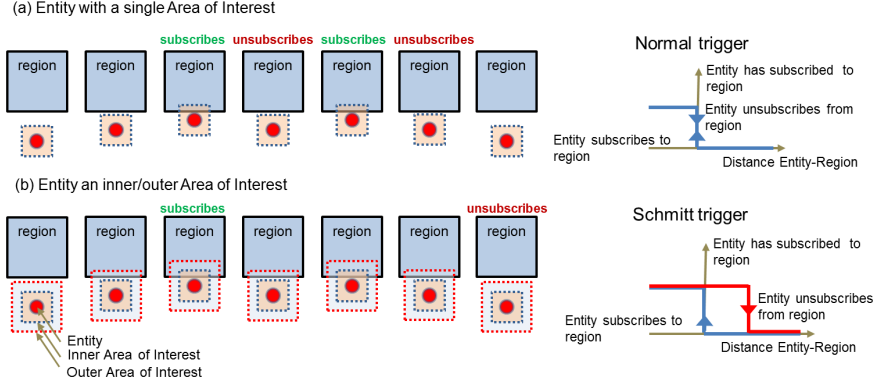 (a) Entity with a single Area of Interest
subscribes unsubscribes subscribes unsubscribes
region region region region region region region
Normal trigger
Entity has subscribed to
region
Entity unsubscribes from
region
Entity subscribes to
region
Distance Entity-Region
(b) Entity an inner/outer Area of Interest
subscribes unsubscribes
region region region region region region region
Entity
Inner Area of Interest
Outer Area of Interest
Schmitt trigger
Entity has subscribed to
region
Entity unsubscribes
from region
Entity subscribes to
region
Distance Entity-Region